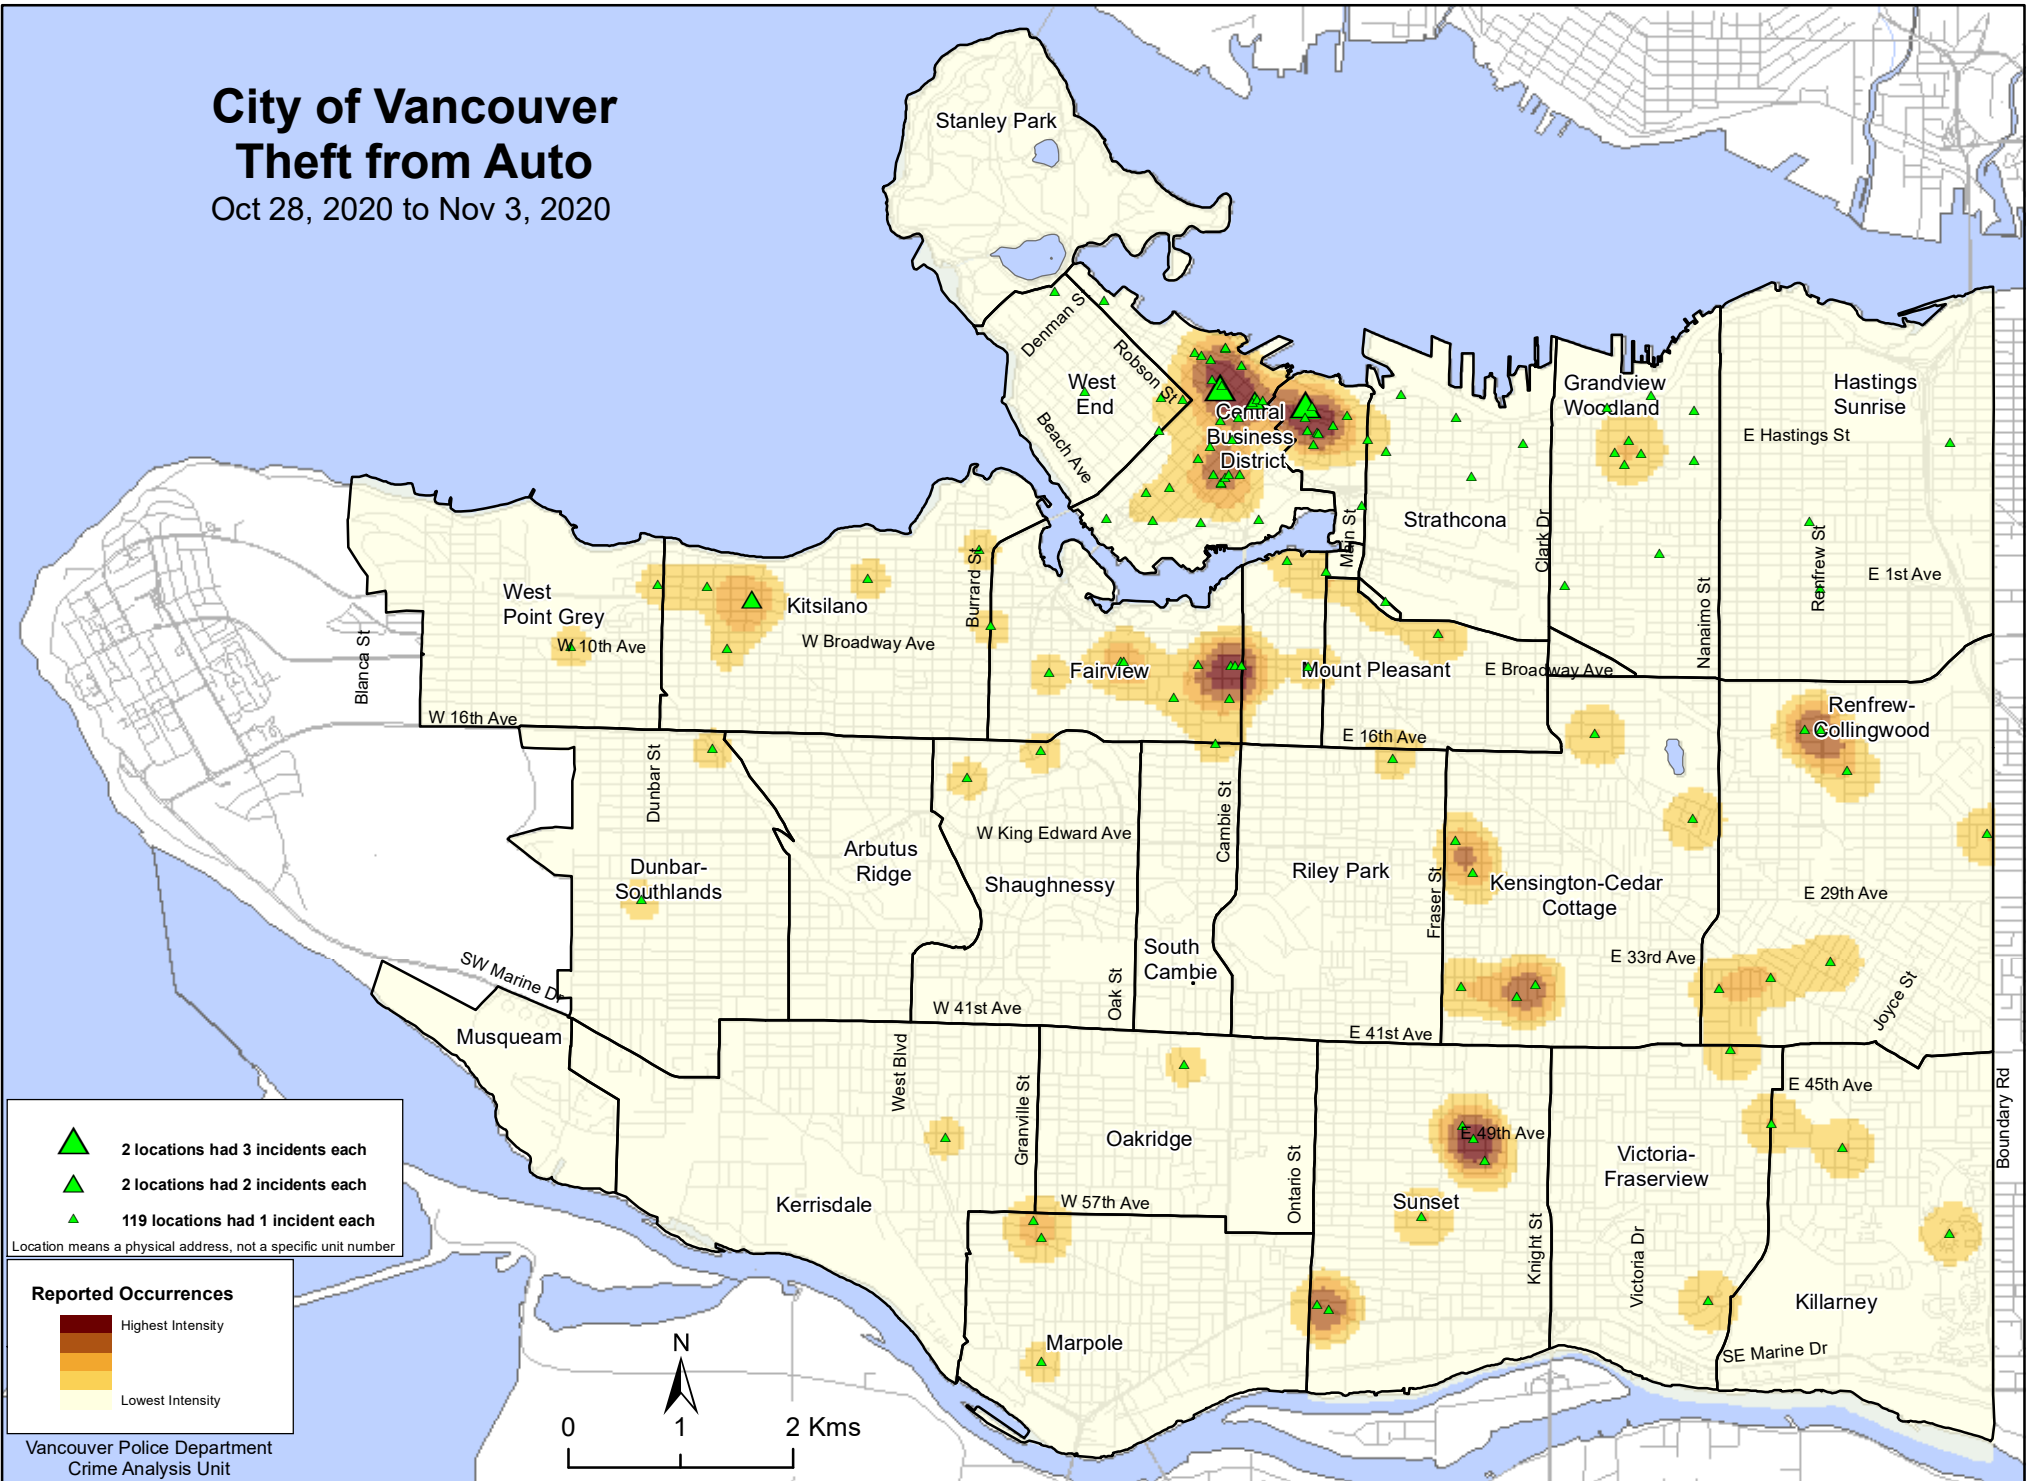 City of Vancouver
Theft from Auto
Oct 28, 2020 to Nov 3, 2020
Stanley Park
Denman St
Robson St
West
End
Beach Ave
Central
Business
District
Grandview
Woodland
Hastings
Sunrise
E Hastings St
Strathcona
Main St
Clark Dr
Nanaimo St
Renfrew St
E 1st Ave
West
Point Grey
W 10th Ave
Blanca St
Kitsilano
Burrard St
W Broadway Ave
Fairview
Mount Pleasant
E Broadway Ave
W 16th Ave
E 16th Ave
Renfrew-
Collingwood
Dunbar St
Dunbar-
Southlands
Arbutus
Ridge
W King Edward Ave
Shaughnessy
Cambie St
Riley Park
Fraser St
Kensington-Cedar
Cottage
E 29th Ave
South
Cambie
Oak St
E 33rd Ave
Joyce St
SW Marine Dr
W 41st Ave
E 41st Ave
Musqueam
West Blvd
Granville St
Oakridge
Ontario St
E 45th Ave
E 49th Ave
Boundary Rd
Victoria-
Fraserview
Kerrisdale
W 57th Ave
Sunset
Knight St
Victoria Dr
Killarney
Marpole
SE Marine Dr
2 locations had 3 incidents each
2 locations had 2 incidents each
119 locations had 1 incident each
Location means a physical address, not a specific unit number
Reported Occurrences
Highest Intensity
Lowest Intensity
Vancouver Police Department
Crime Analysis Unit
N
0 1 2 Kms